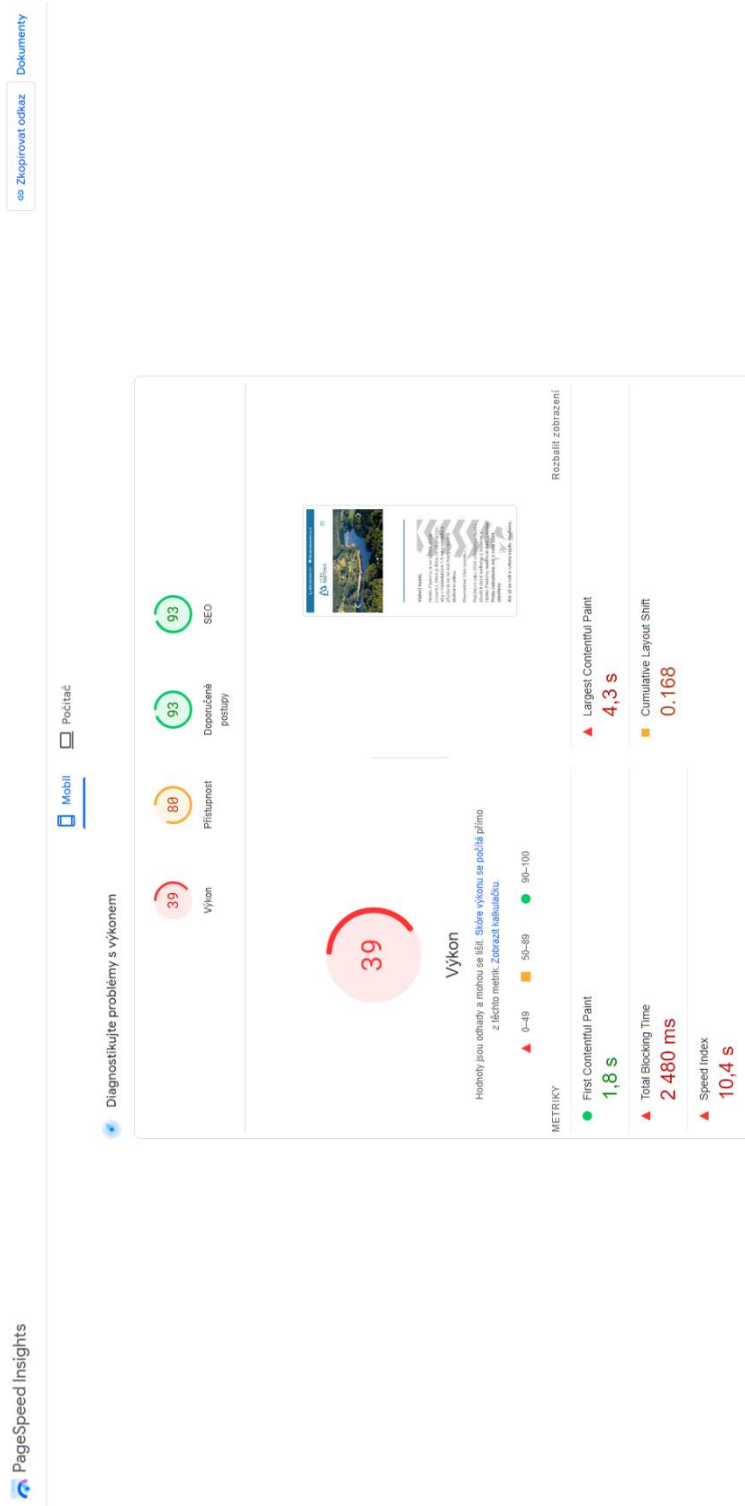 PageSpeed Insights
Zkopírovat odkaz
Dokumenty
Mobil
Počítač
Diagnostikujte problémy s výkonem
39
Výkon
80
Přístupnost
93
Doporučené
postupy
93
SEO
39
Výkon
Hodnoty jsou odhady a mohou se lišit. Skóre výkonu se počítá přímo
z těchto metrik. Zobrazit kalkulačku.
0–49
50–89
90–100
METRIKY
Rozbalit zobrazení
First Contentful Paint
1,8 s
Largest Contentful Paint
4,3 s
Total Blocking Time
2 480 ms
Cumulative Layout Shift
0.168
Speed Index
10,4 s